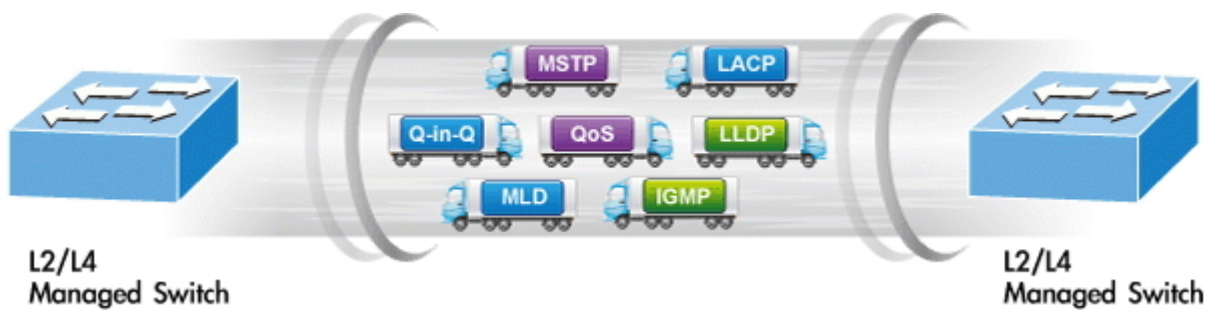 MSTP
LACP
Q-in-Q
QoS
LLDP
MLD
IGMP
L2/L4
Managed Switch
L2/L4
Managed Switch